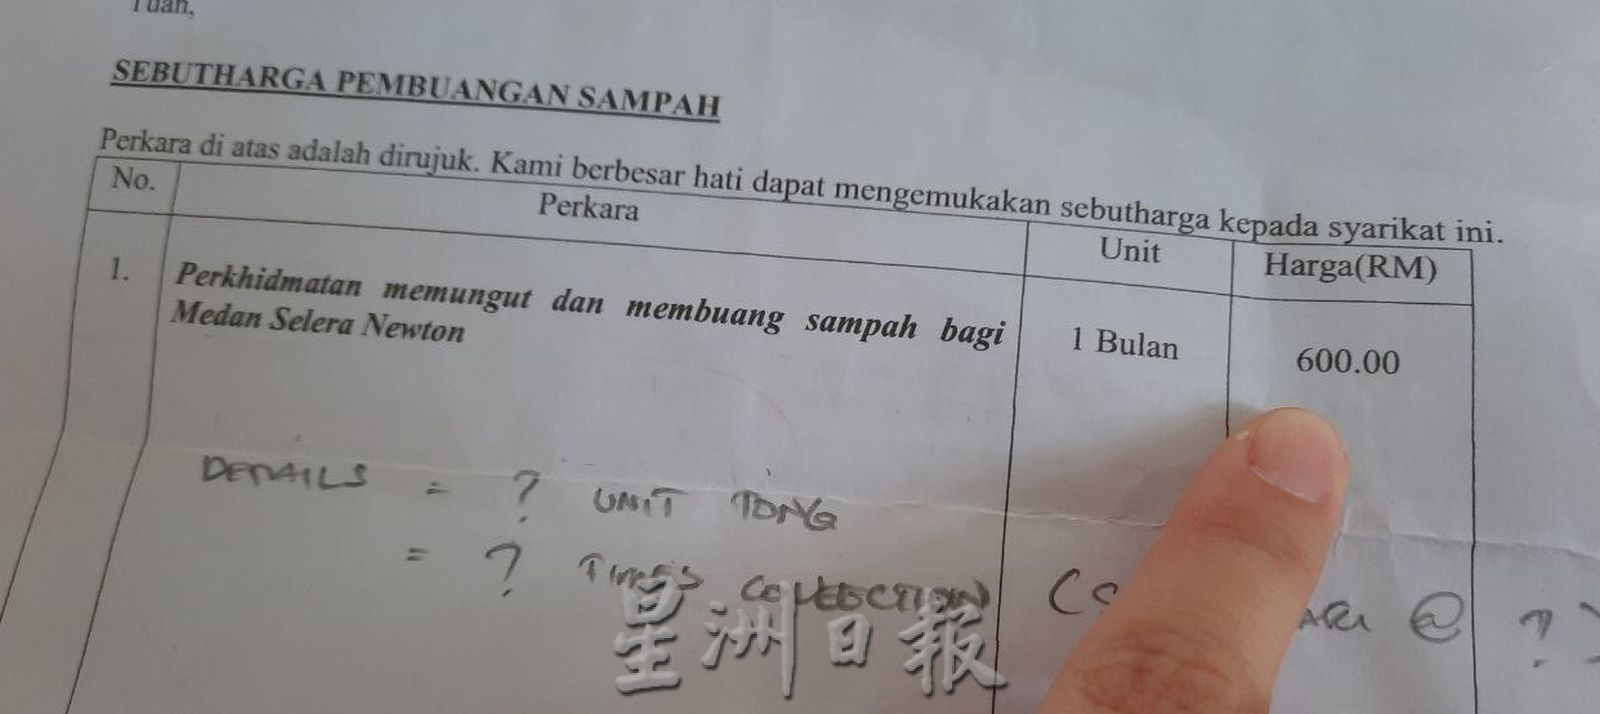 Tuan,
SEBUTHARGA PEMBUANGAN SAMPAH
Perkara di atas adalah dirujuk. Kami berbesar hati dapat mengemukakan sebutharga kepada syarikat ini.
No. Perkara Unit Harga(RM)
1. Perkhidmatan memungut dan membuang sampah bagi Medan Selera Newton 1 Bulan 600.00
DETAILS = ? UNIT TONG
= ? TIMES COLLECTION ( ARI @ ? )
星洲日報